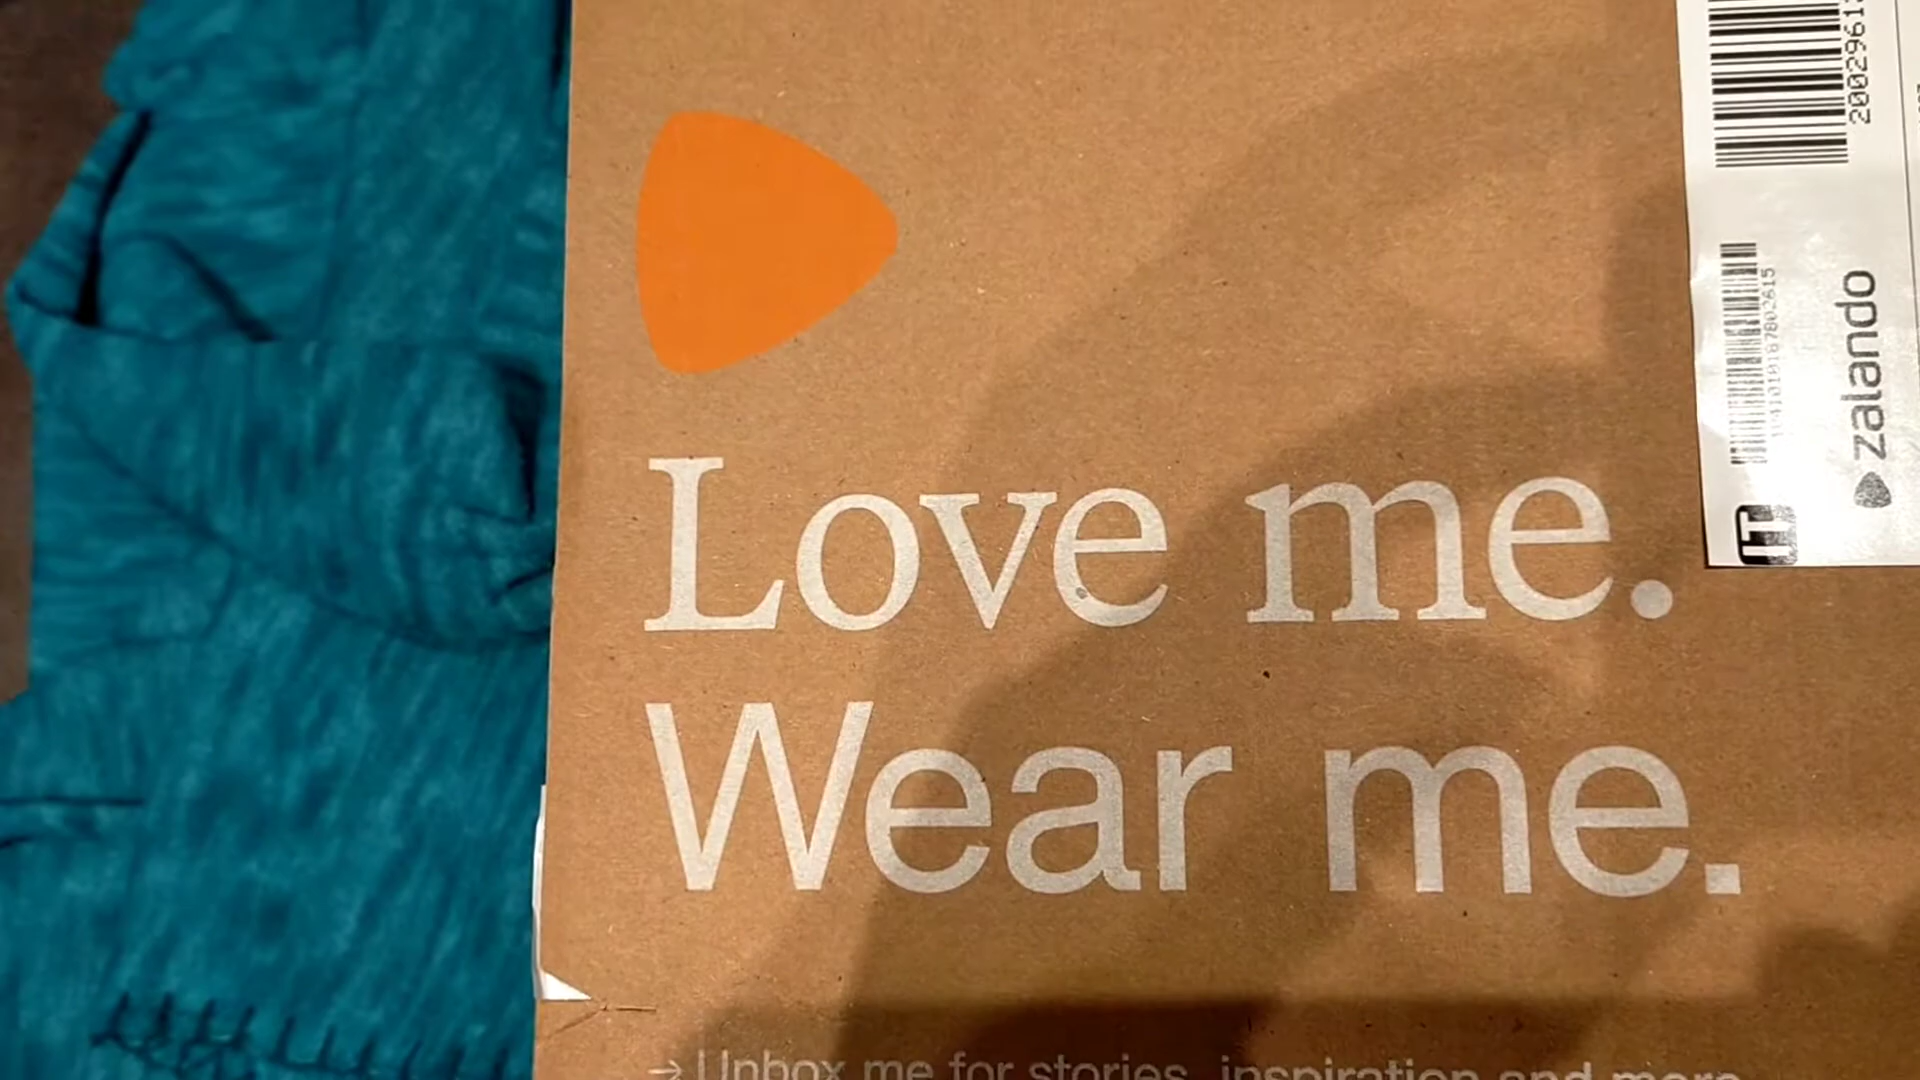 Love me.
Wear me.
→ Unbox me for stories, inspiration and more
zalando
IT